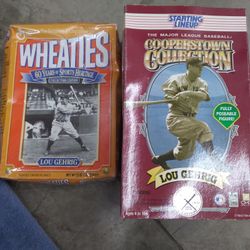 WHEATIES
60 YEARS of SPORTS HERITAGE
LOU GEHRIG
STARTING
LINEUP
THE MAJOR LEAGUE BASEBALL
COOPERSTOWN
COLLECTION
FULLY
POSEABLE
FIGURE!
LOU GEHRIG